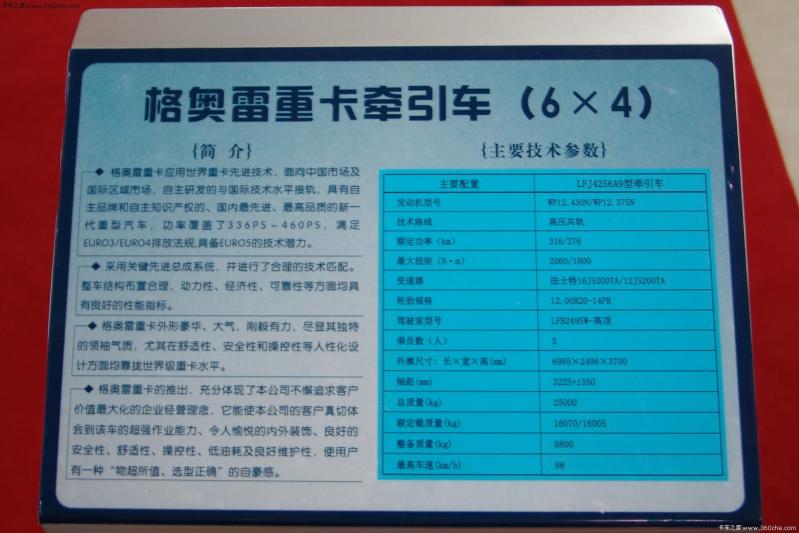 卡车之家 www.360che.com
格奥雷重卡牵引车（6×4）
{简 介}
◆ 格奥雷重卡应用世界重卡先进技术，面向中国市场及
国际区域市场，自主研发的与国际技术水平接轨，具有自
主品牌和自主知识产权的、国内最先进、最高品质的新一
代重型汽车，功率覆盖了336PS～460PS，满足
EURO3/EURO4排放法规,具备EURO5的技术潜力。
◆ 采用关键先进总成系统，并进行了合理的技术匹配。
整车结构布置合理，动力性、经济性、可靠性等方面均具
有良好的性能指标。
◆ 格奥雷重卡外形豪华、大气，刚毅有力，尽显其独特
的领袖气质，尤其在舒适性、安全性和操控性等人性化设
计方面均靠拢世界级重卡水平。
◆ 格奥雷重卡的推出，充分体现了本公司不懈追求客户
价值最大化的企业经营理念，它能使本公司的客户真切体
会到该车的超强作业能力、令人愉悦的内外装饰、良好的
安全性、舒适性、操控性、低油耗及良好维护性，使用户
有一种“物超所值、选型正确”的自豪感。
{主要技术参数}
主要配置 LFJ4256A9型牵引车
发动机型号 WP12.430N/WP12.375N
技术路线 高压共轨
额定功率（km） 316/276
最大扭矩（N·m） 2060/1800
变速器 法士特16JS200TA/12JS200TA
轮胎规格 12.00R20-14PR
驾驶室型号 LFB2495W-高顶
乘员数（人） 3
外廓尺寸：长×宽×高(mm) 6985×2496×3700
轴距(mm) 3225+1350
总质量(kg) 25000
额定载质量(kg) 16070/16005
整备质量(kg) 8800
最高车速(km/h) 98
卡车之家 www.360che.com